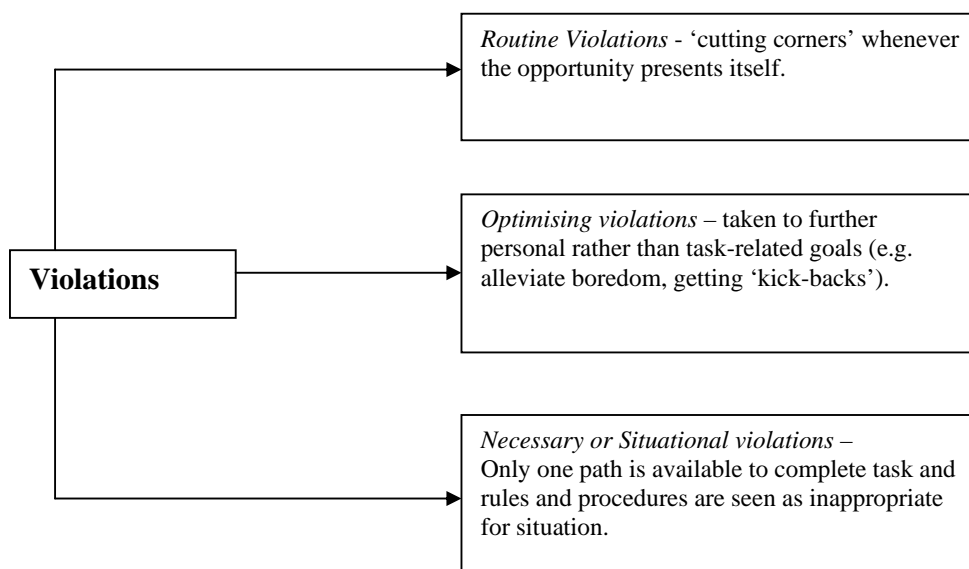 Routine Violations - ‘cutting corners’ whenever
the opportunity presents itself.
Optimising violations – taken to further
personal rather than task-related goals (e.g.
alleviate boredom, getting ‘kick-backs’).
Violations
Necessary or Situational violations –
Only one path is available to complete task and
rules and procedures are seen as inappropriate
for situation.